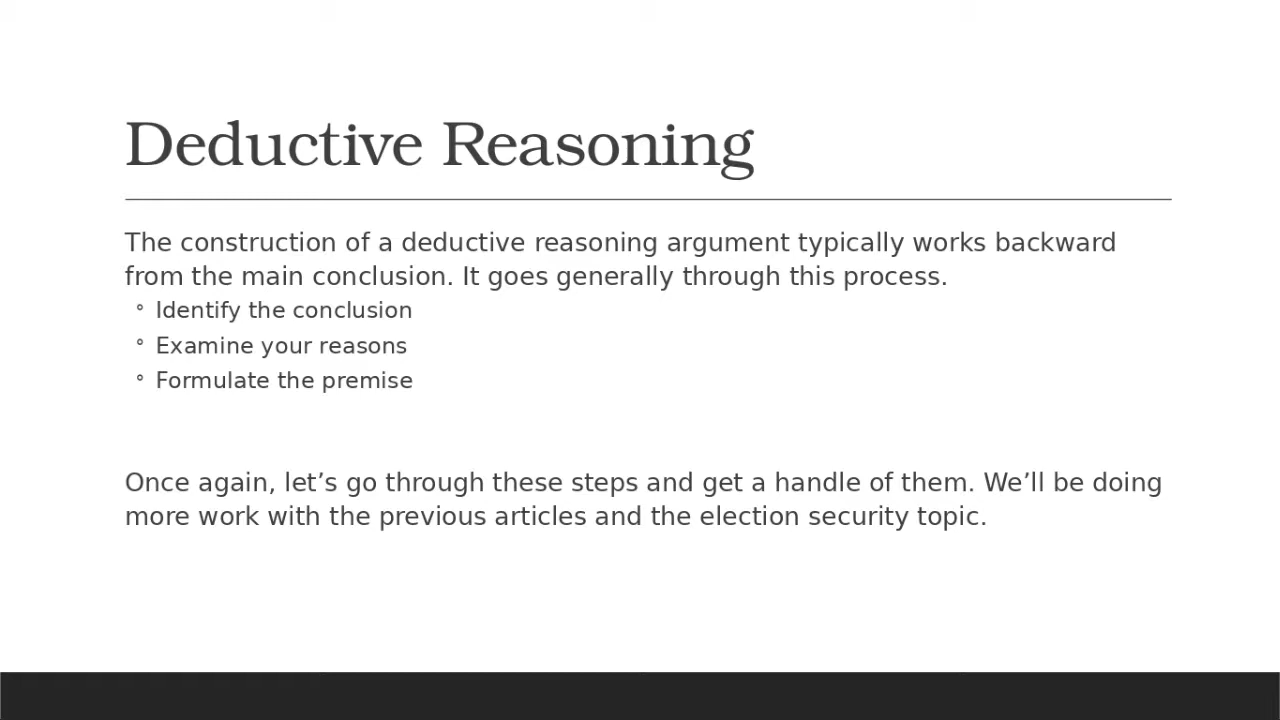 Deductive Reasoning
The construction of a deductive reasoning argument typically works backward
from the main conclusion. It goes generally through this process.
° Identify the conclusion
° Examine your reasons
° Formulate the premise
Once again, let’s go through these steps and get a handle of them. We’ll be doing
more work with the previous articles and the election security topic.